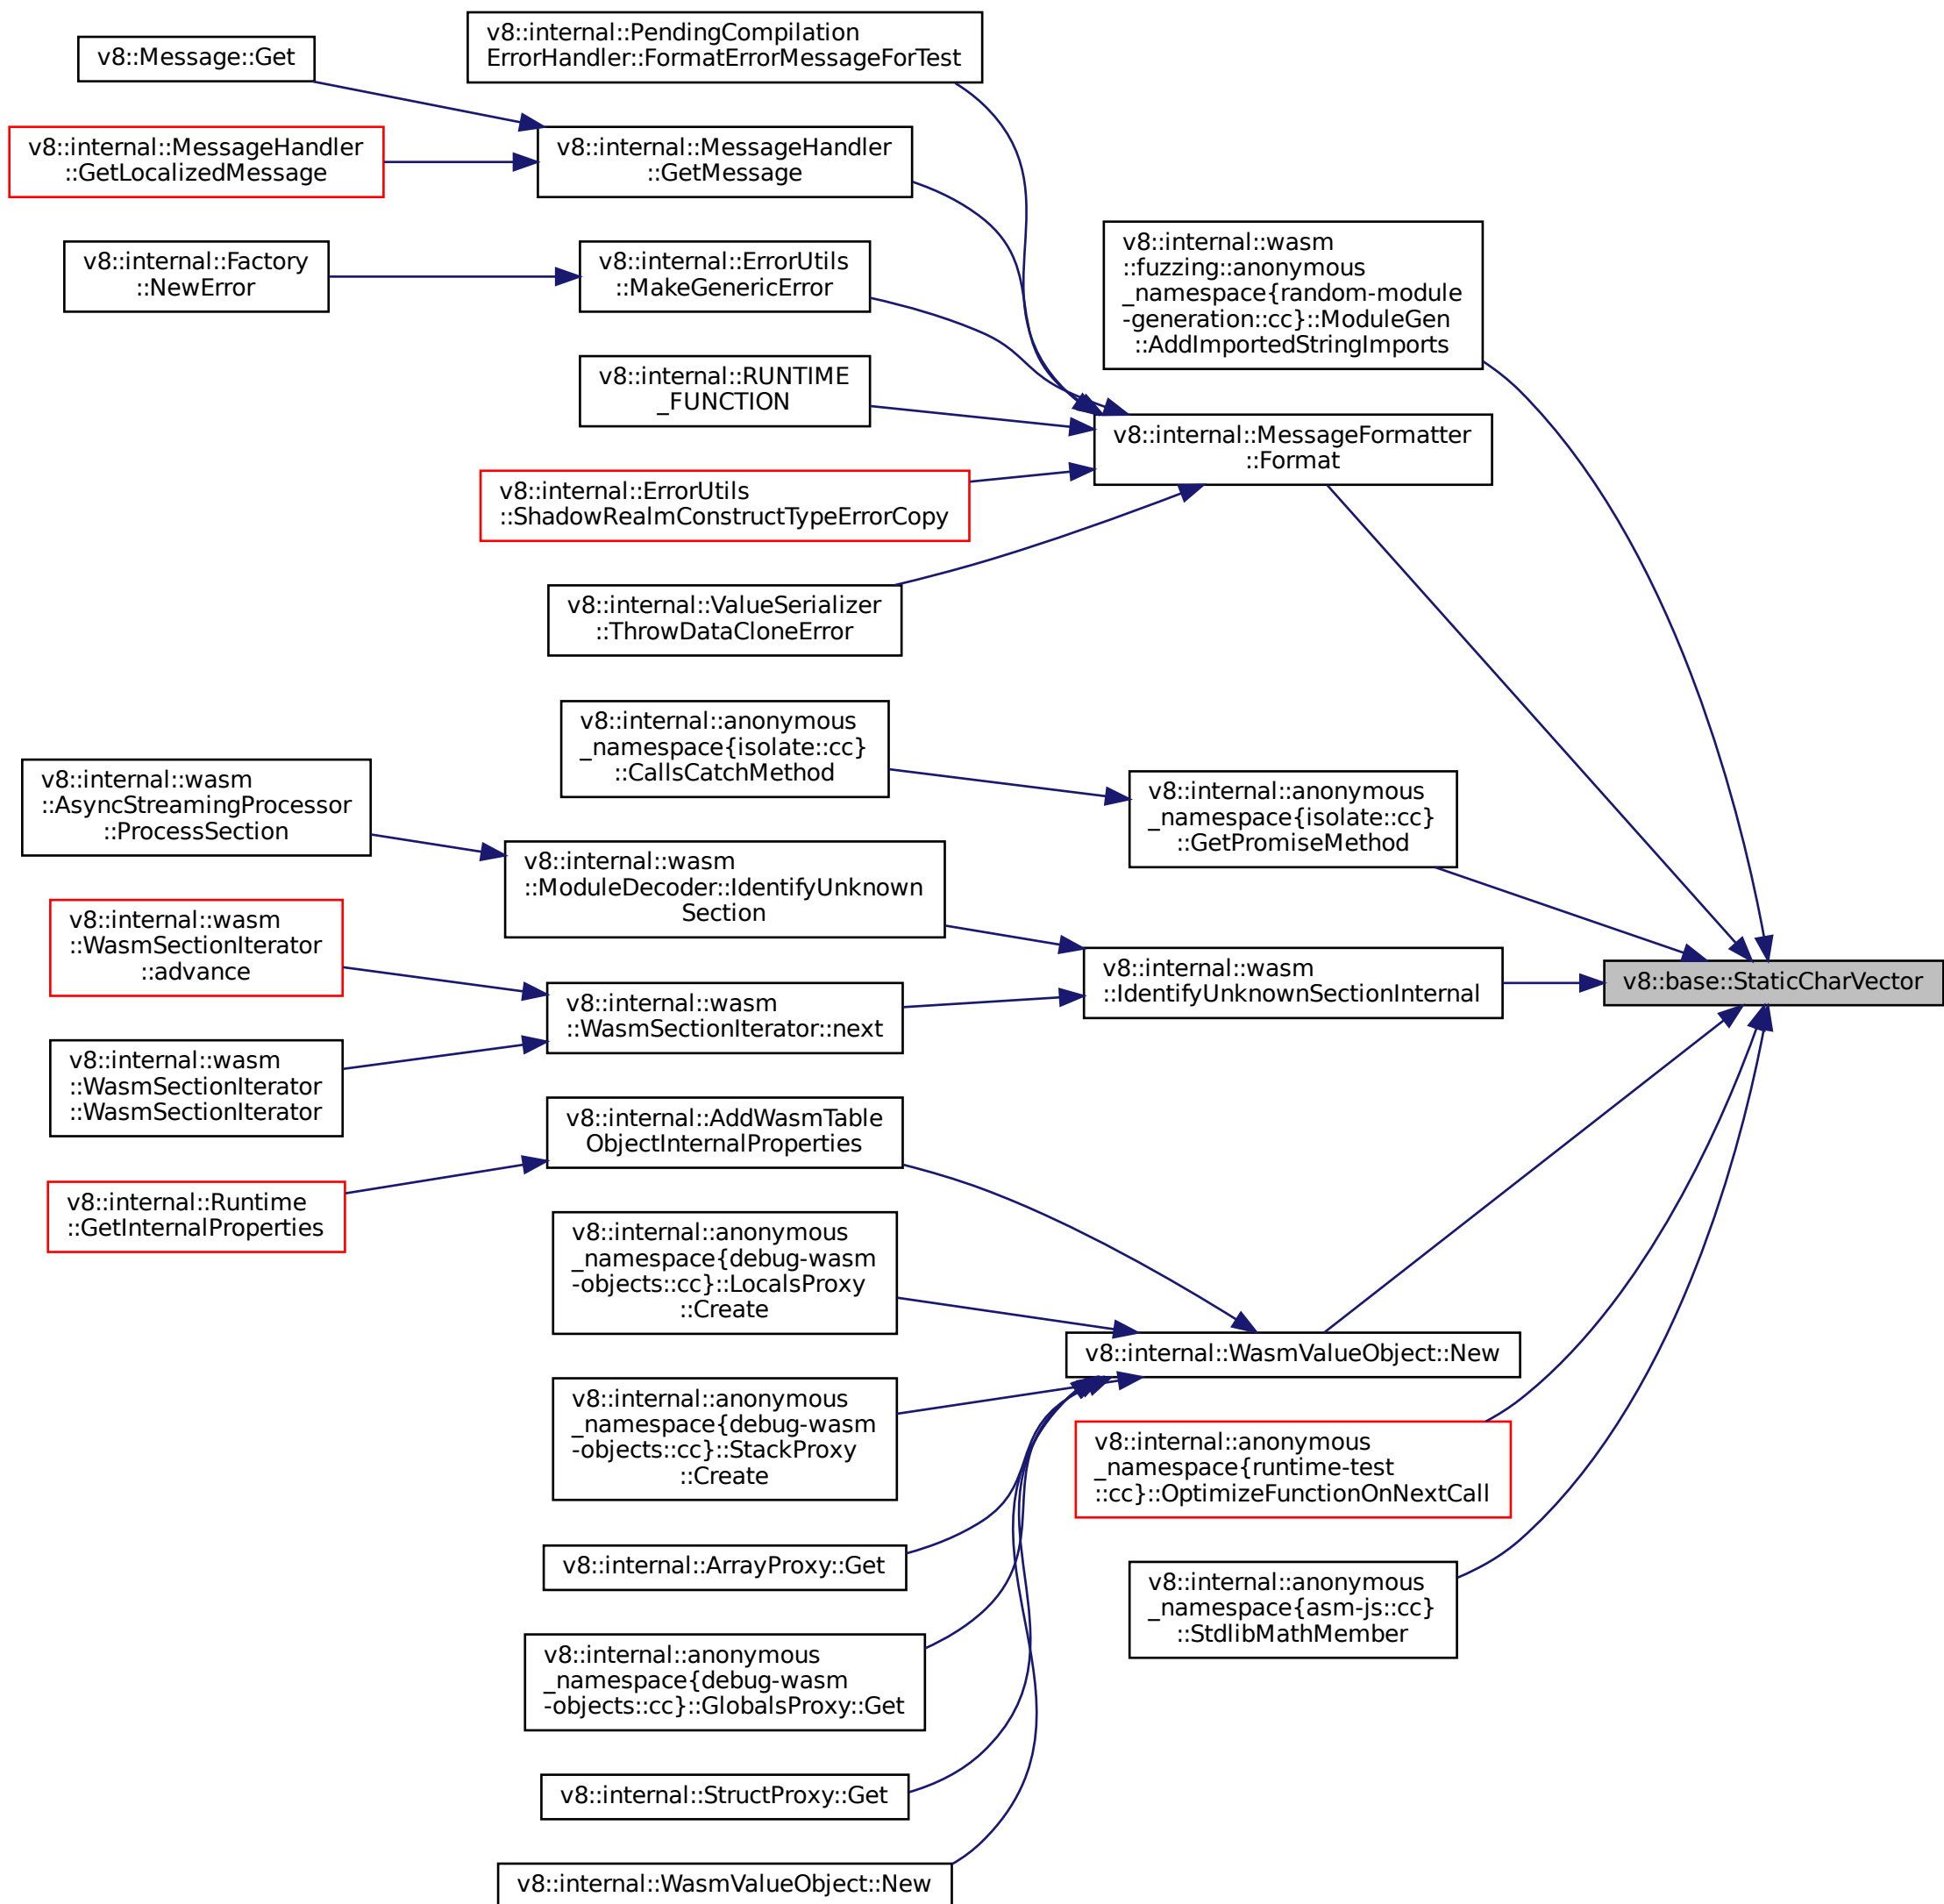 v8::internal::PendingCompilation
ErrorHandler::FormatErrorMessageForTest
v8::Message::Get
v8::internal::MessageHandler
::GetLocalizedMessage
v8::internal::MessageHandler
::GetMessage
v8::internal::Factory
::NewError
v8::internal::ErrorUtils
::MakeGenericError
v8::internal::wasm
::fuzzing::anonymous
_namespace{random-module
-generation::cc}::ModuleGen
::AddImportedStringImports
v8::internal::RUNTIME
_FUNCTION
v8::internal::MessageFormatter
::Format
v8::internal::ErrorUtils
::ShadowRealmConstructTypeErrorCopy
v8::internal::ValueSerializer
::ThrowDataCloneError
v8::internal::anonymous
_namespace{isolate::cc}
::CallsCatchMethod
v8::internal::anonymous
_namespace{isolate::cc}
::GetPromiseMethod
v8::internal::wasm
::AsyncStreamingProcessor
::ProcessSection
v8::internal::wasm
::ModuleDecoder::IdentifyUnknown
Section
v8::internal::wasm
::WasmSectionIterator
::advance
v8::internal::wasm
::WasmSectionIterator::next
v8::internal::wasm
::IdentifyUnknownSectionInternal
v8::base::StaticCharVector
v8::internal::wasm
::WasmSectionIterator
::WasmSectionIterator
v8::internal::AddWasmTable
ObjectInternalProperties
v8::internal::Runtime
::GetInternalProperties
v8::internal::anonymous
_namespace{debug-wasm
-objects::cc}::LocalsProxy
::Create
v8::internal::WasmValueObject::New
v8::internal::anonymous
_namespace{debug-wasm
-objects::cc}::StackProxy
::Create
v8::internal::anonymous
_namespace{runtime-test
::cc}::OptimizeFunctionOnNextCall
v8::internal::ArrayProxy::Get
v8::internal::anonymous
_namespace{asm-js::cc}
::StdlibMathMember
v8::internal::anonymous
_namespace{debug-wasm
-objects::cc}::GlobalsProxy::Get
v8::internal::StructProxy::Get
v8::internal::WasmValueObject::New